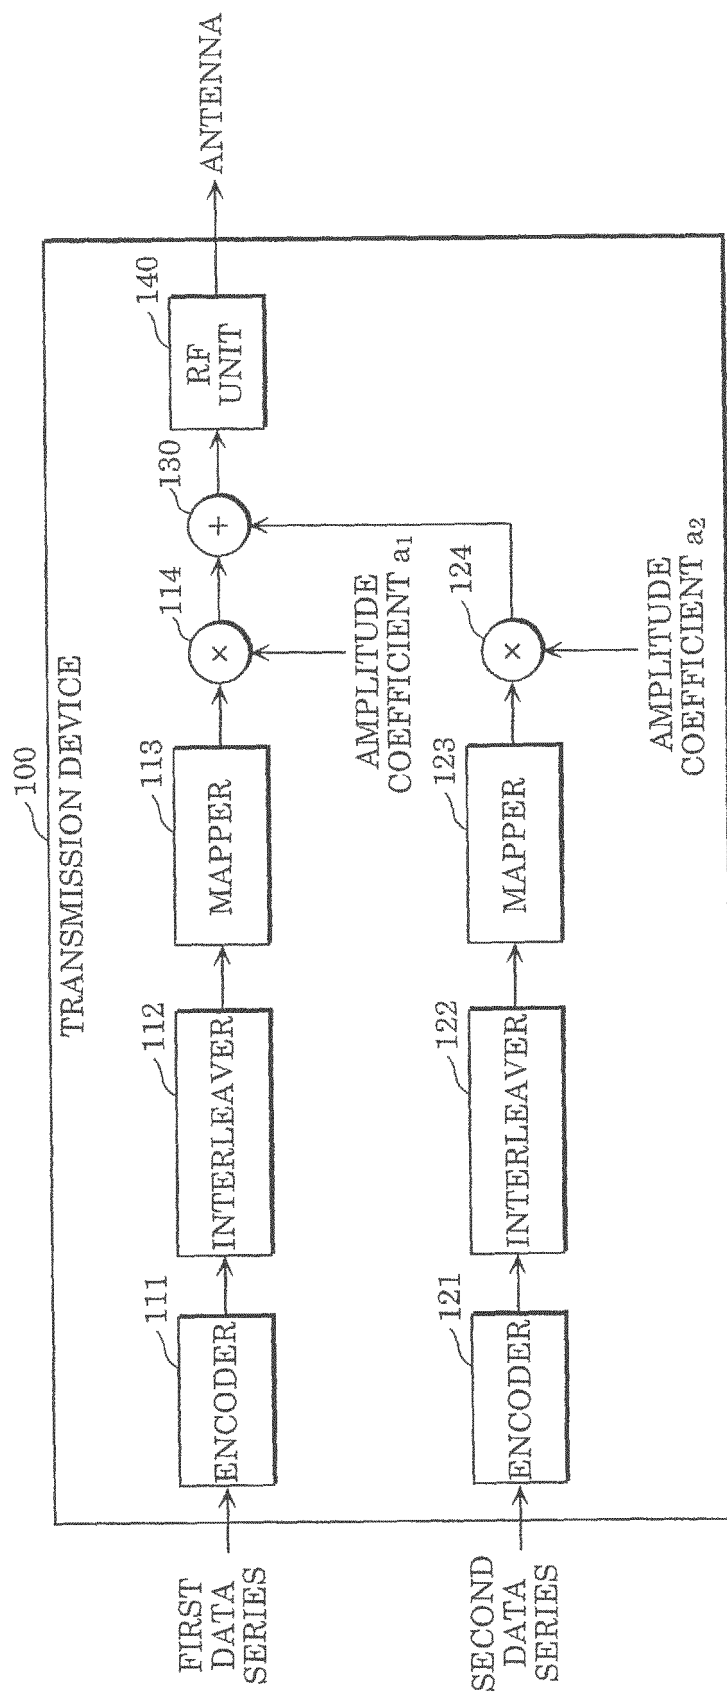 100
TRANSMISSION DEVICE
FIRST
DATA
SERIES
111
ENCODER
112
INTERLEAVER
113
MAPPER
114
×
AMPLITUDE
COEFFICIENT a1
130
+
140
RF
UNIT
ANTENNA
SECOND
DATA
SERIES
121
ENCODER
122
INTERLEAVER
123
MAPPER
124
×
AMPLITUDE
COEFFICIENT a2